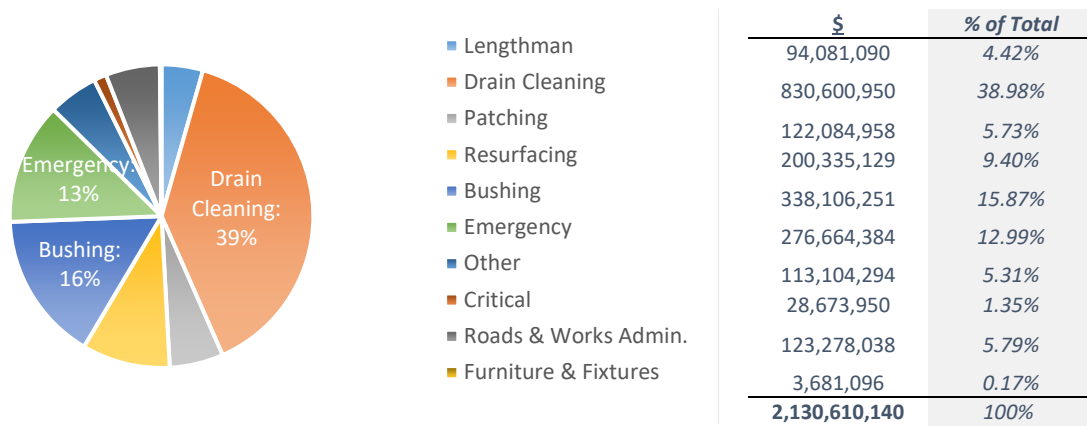 Emergency:
13%
Drain
Cleaning:
39%
Bushing:
16%
Lengthman
Drain Cleaning
Patching
Resurfacing
Bushing
Emergency
Other
Critical
Roads & Works Admin.
Furniture & Fixtures
$ % of Total
94,081,090 4.42%
830,600,950 38.98%
122,084,958 5.73%
200,335,129 9.40%
338,106,251 15.87%
276,664,384 12.99%
113,104,294 5.31%
28,673,950 1.35%
123,278,038 5.79%
3,681,096 0.17%
2,130,610,140 100%